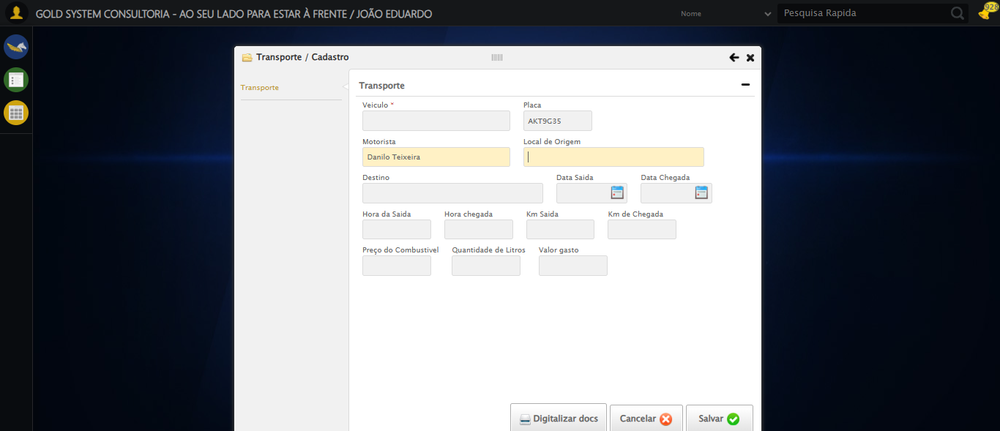 GOLD SYSTEM CONSULTORIA - AO SEU LADO PARA ESTAR À FRENTE / JOÃO EDUARDO
Nome
Pesquisa Rapida
928
Transporte / Cadastro
Transporte
Transporte
Veiculo *
Placa
AKT9G35
Motorista
Local de Origem
Danilo Teixeira
Destino
Data Saida
Data Chegada
Hora da Saida
Hora chegada
Km Saida
Km de Chegada
Preço do Combustivel
Quantidade de Litros
Valor gasto
Digitalizar docs
Cancelar
Salvar